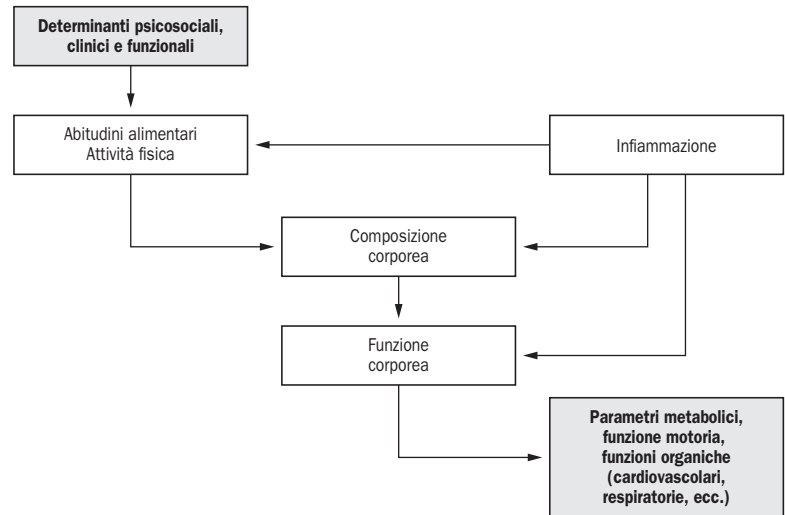 Determinanti psicosociali,
clinici e funzionali
Abitudini alimentari
Attività fisica
Infiammazione
Composizione
corporea
Funzione
corporea
Parametri metabolici,
funzione motoria,
funzioni organiche
(cardiovascolari,
respiratorie, ecc.)